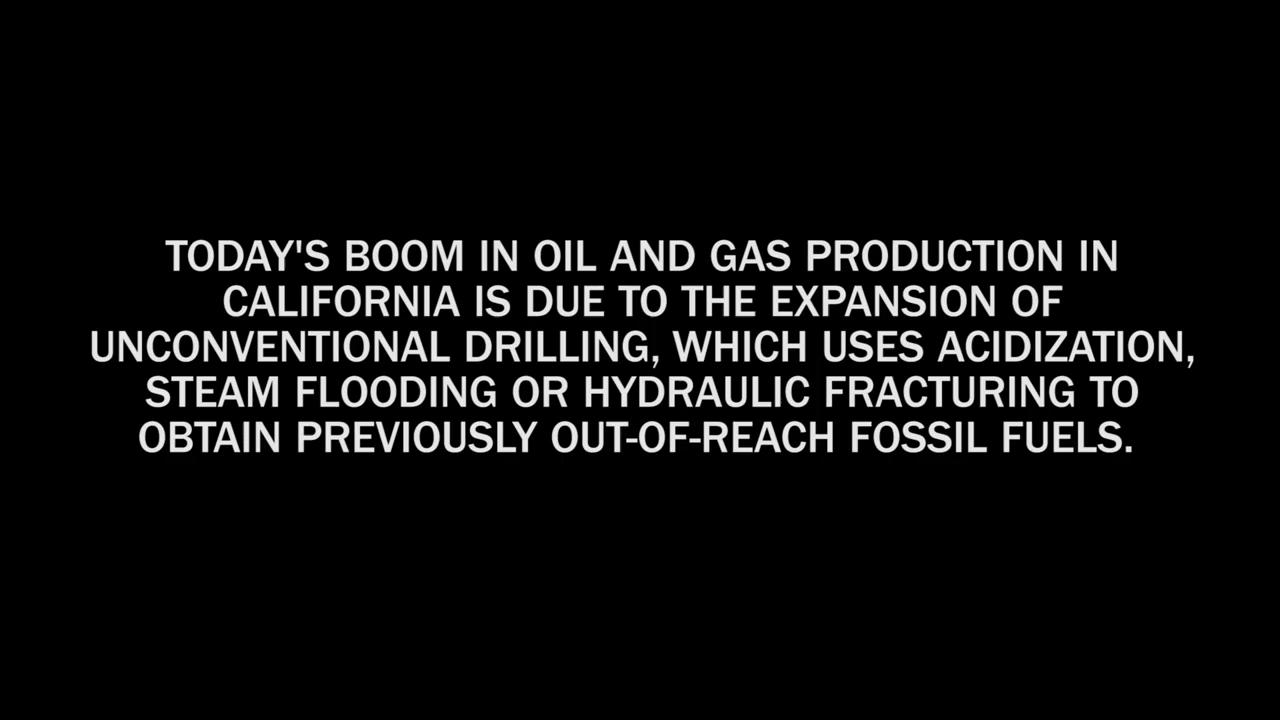 TODAY'S BOOM IN OIL AND GAS PRODUCTION IN
CALIFORNIA IS DUE TO THE EXPANSION OF
UNCONVENTIONAL DRILLING, WHICH USES ACIDIZATION,
STEAM FLOODING OR HYDRAULIC FRACTURING TO
OBTAIN PREVIOUSLY OUT-OF-REACH FOSSIL FUELS.